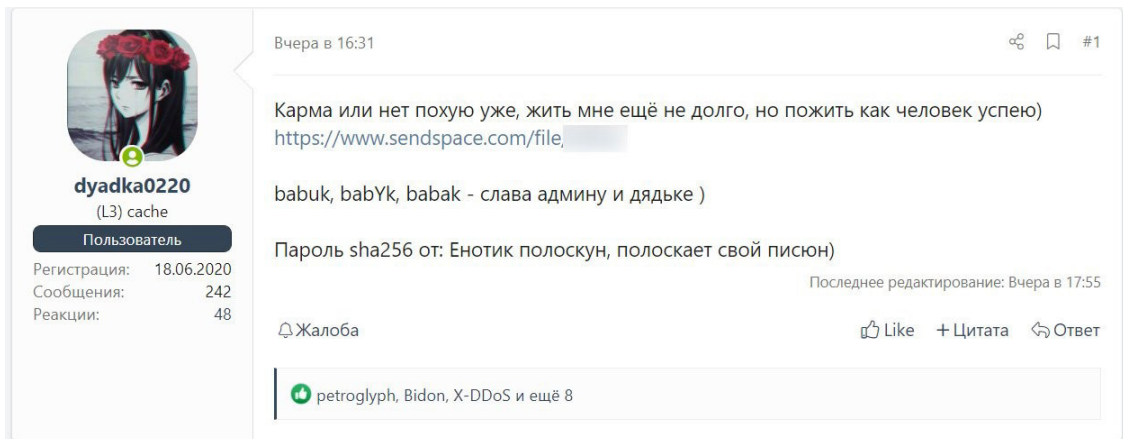 Вчера в 16:31
#1
Карма или нет похую уже, жить мне ещё не долго, но пожить как человек успею)
https://www.sendspace.com/file/
babuk, babYk, babak - слава админу и дядьке )
Пароль sha256 от: Енотик полоскун, полоскает свой писюн)
Последнее редактирование: Вчера в 17:55
dyadka0220
(L3) cache
Пользователь
Регистрация: 18.06.2020
Сообщения: 242
Реакции: 48
Жалоба
Like +Цитата Ответ
petroglyph, Bidon, X-DDoS и ещё 8